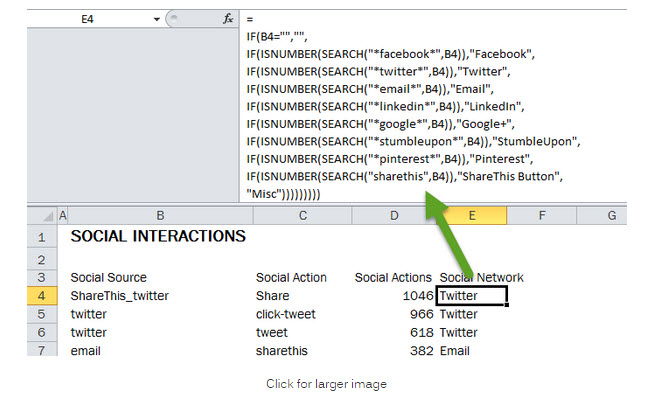 E4 fx =
IF(B4="","",
IF(ISNUMBER(SEARCH("*facebook*",B4)),"Facebook",
IF(ISNUMBER(SEARCH("*twitter*",B4)),"Twitter",
IF(ISNUMBER(SEARCH("*email*",B4)),"Email",
IF(ISNUMBER(SEARCH("*linkedin*",B4)),"LinkedIn",
IF(ISNUMBER(SEARCH("*google*",B4)),"Google+",
IF(ISNUMBER(SEARCH("*stumbleupon*",B4)),"StumbleUpon",
IF(ISNUMBER(SEARCH("*pinterest*",B4)),"Pinterest",
IF(ISNUMBER(SEARCH("sharethis",B4)),"ShareThis Button",
"Misc")))))))))
A B C D E F G
1 SOCIAL INTERACTIONS
2
3 Social Source Social Action Social Actions Social Network
4 ShareThis_twitter Share 1046 Twitter
5 twitter click-tweet 966 Twitter
6 twitter tweet 618 Twitter
7 email sharethis 382 Email
Click for larger image